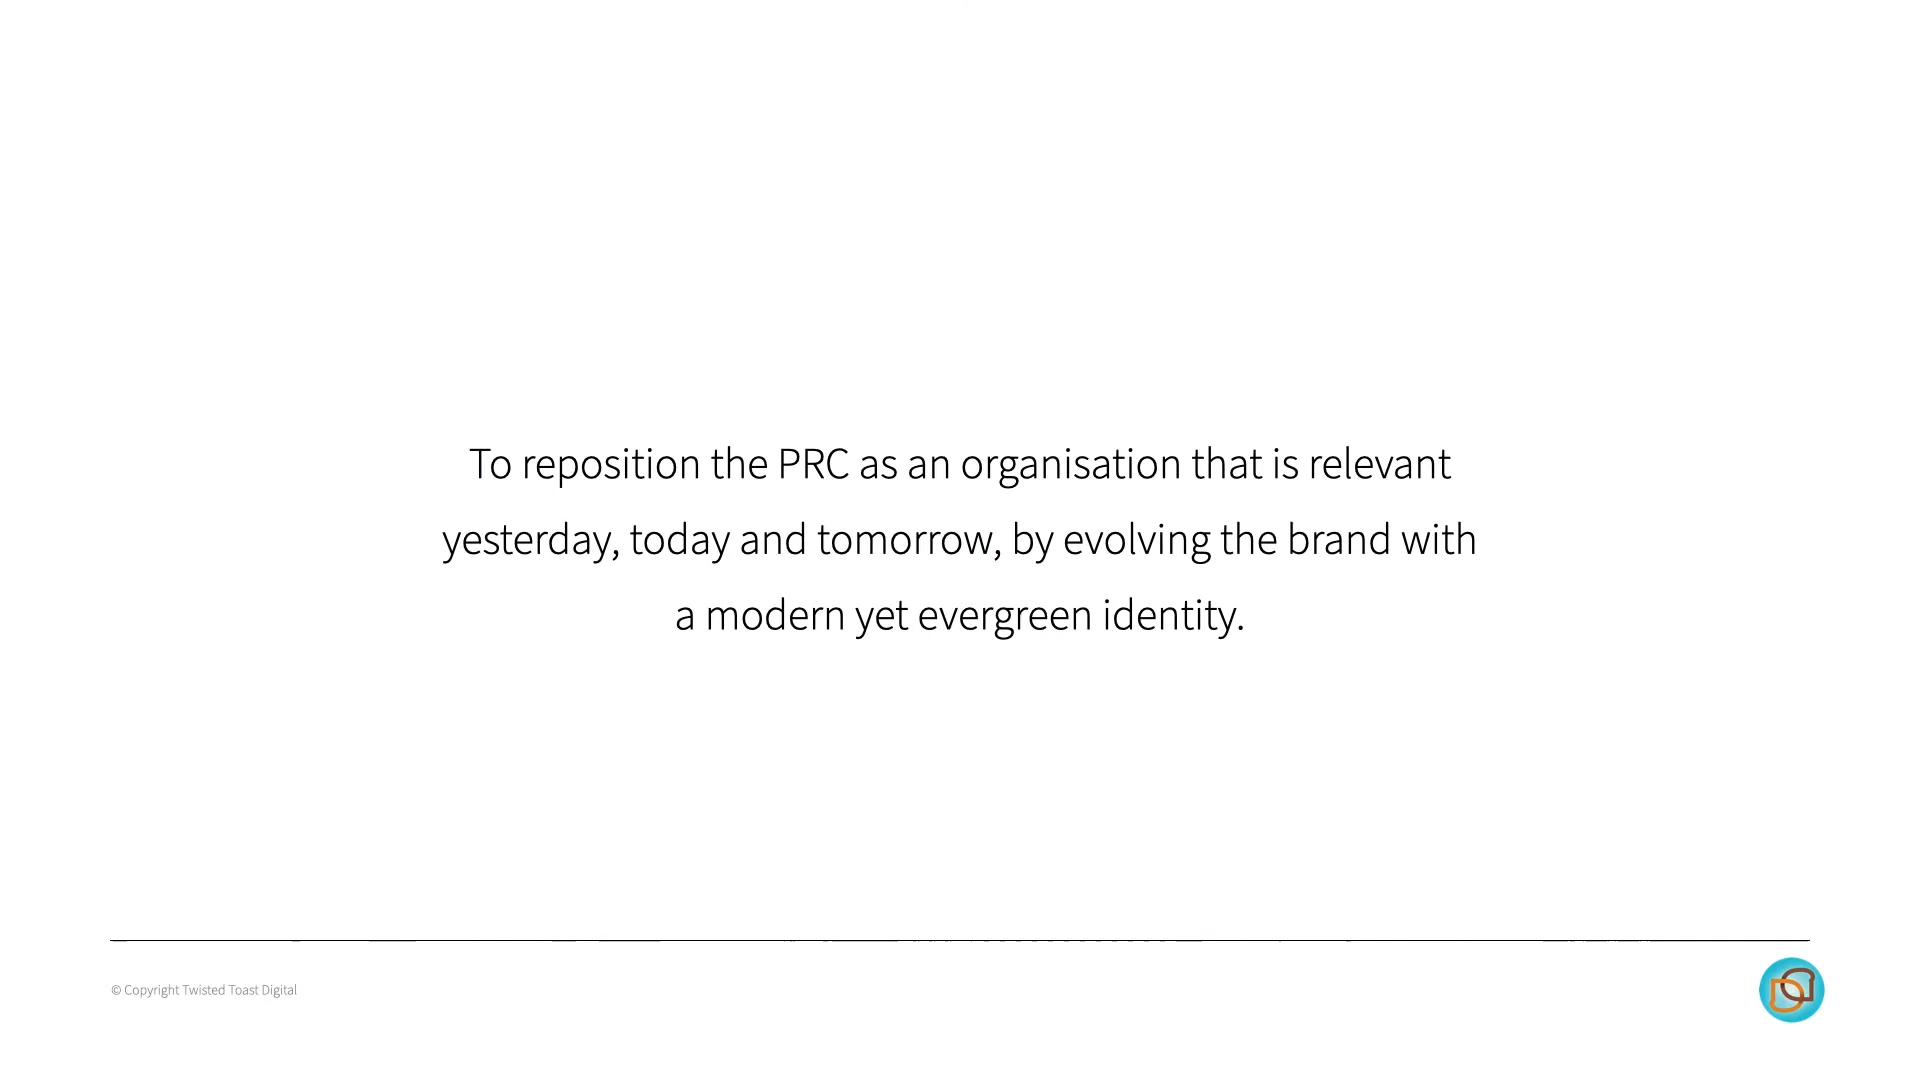 To reposition the PRC as an organisation that is relevant
yesterday, today and tomorrow, by evolving the brand with
a modern yet evergreen identity.
© Copyright Twisted Toast Digital